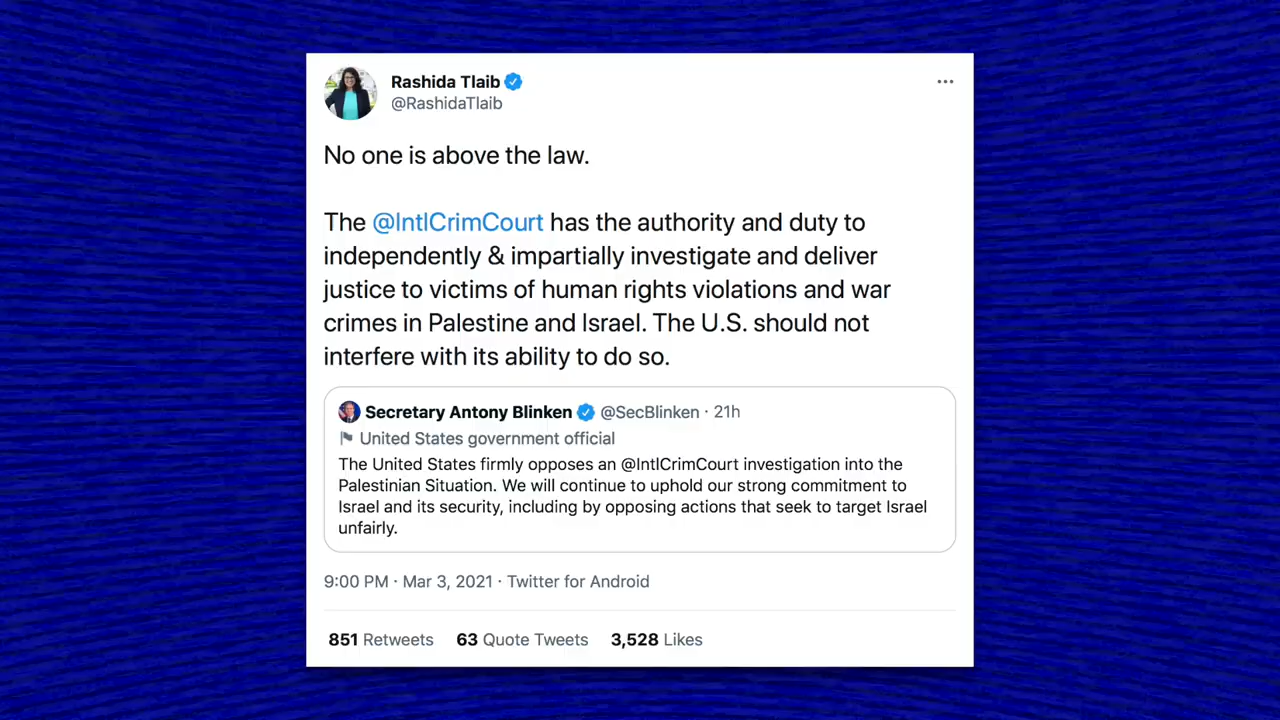 Rashida Tlaib
@RashidaTlaib
No one is above the law.
The @IntlCrimCourt has the authority and duty to
independently & impartially investigate and deliver
justice to victims of human rights violations and war
crimes in Palestine and Israel. The U.S. should not
interfere with its ability to do so.
Secretary Antony Blinken @SecBlinken · 21h
United States government official
The United States firmly opposes an @IntlCrimCourt investigation into the
Palestinian Situation. We will continue to uphold our strong commitment to
Israel and its security, including by opposing actions that seek to target Israel
unfairly.
9:00 PM · Mar 3, 2021 · Twitter for Android
851 Retweets 63 Quote Tweets 3,528 Likes